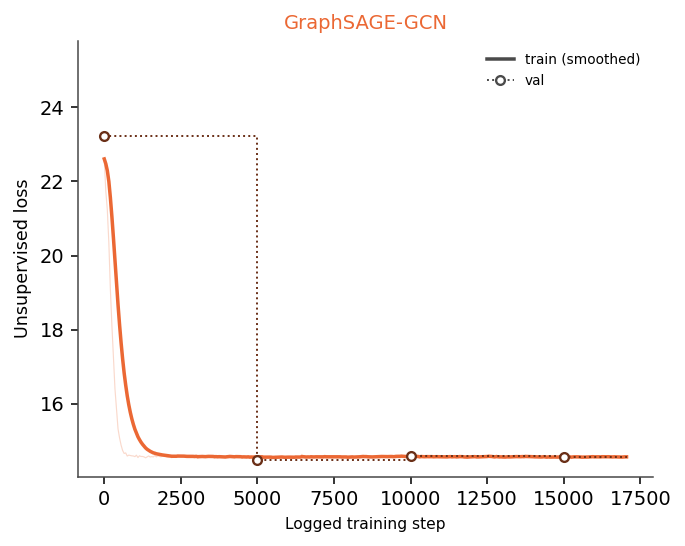 GraphSAGE-GCN
train (smoothed)
val
Unsupervised loss
24
22
20
18
16
0 2500 5000 7500 10000 12500 15000 17500
Logged training step